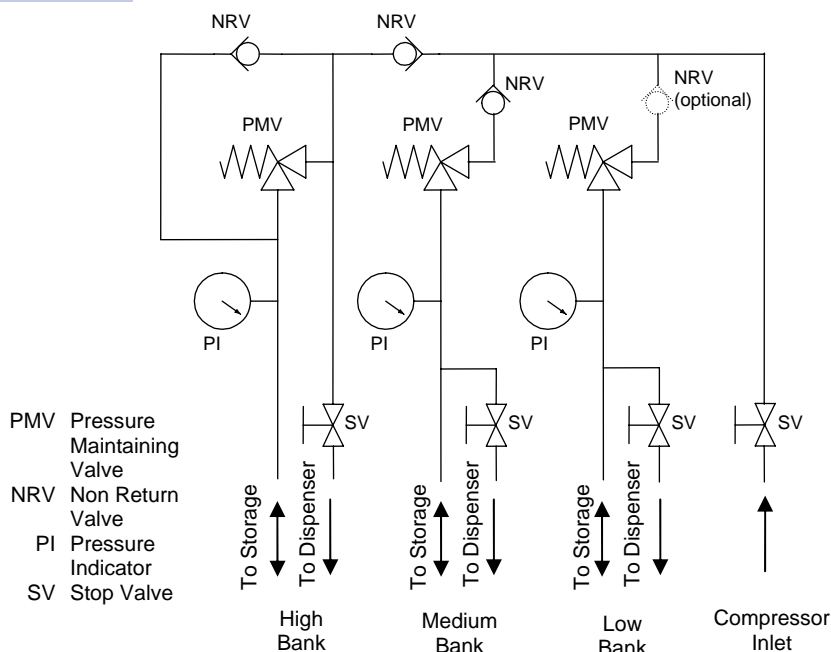 NRV
NRV
NRV
NRV
(optional)
PMV
PMV
PMV
PI
PI
PI
SV
SV
SV
SV
PMV Pressure
Maintaining
Valve
NRV Non Return
Valve
PI Pressure
Indicator
SV Stop Valve
To Storage
To Dispenser
To Storage
To Dispenser
To Storage
To Dispenser
High
Bank
Medium
Bank
Low
Bank
Compressor
Inlet